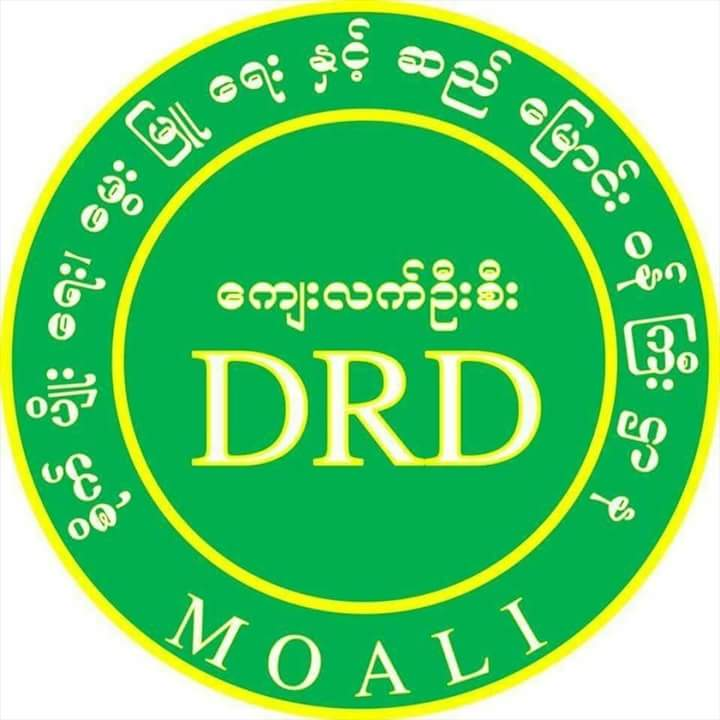 စိုက်ပျိုးရေး၊ မွေးမြူရေးနှင့်ဆည်မြောင်းဝန်ကြီးဌာန
ကျေးလက်ဦးစီး
DRD
MOALI